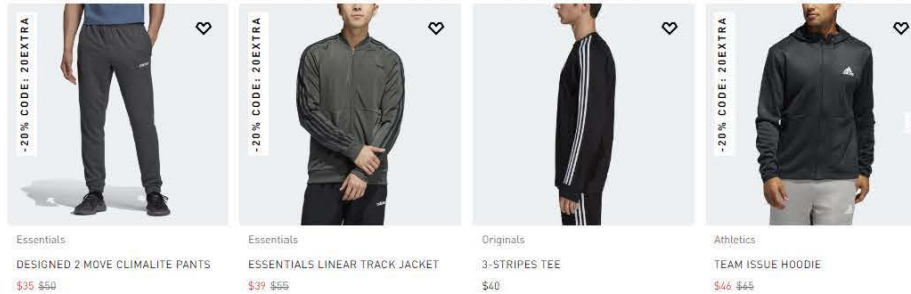 -20% CODE: 20EXTRA
Essentials
DESIGNED 2 MOVE CLIMALITE PANTS
$35 $50
-20% CODE: 20EXTRA
Essentials
ESSENTIALS LINEAR TRACK JACKET
$39 $55
Originals
3-STRIPES TEE
$40
-20% CODE: 20EXTRA
Athletics
TEAM ISSUE HOODIE
$46 $65